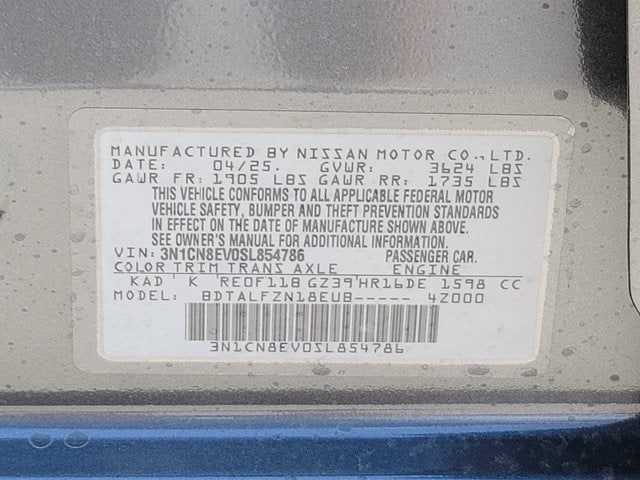 MANUFACTURED BY NISSAN MOTOR CO., LTD.
DATE: 04/25. GVWR: 3624 LBS
GAWR FR: 1905 LBS GAWR RR: 1735 LBS
THIS VEHICLE CONFORMS TO ALL APPLICABLE FEDERAL MOTOR
VEHICLE SAFETY, BUMPER AND THEFT PREVENTION STANDARDS
IN EFFECT ON THE DATE OF MANUFACTURE SHOWN ABOVE.
SEE OWNER'S MANUAL FOR ADDITIONAL INFORMATION.
VIN: 3N1CN8EV0SL854786 PASSENGER CAR.
COLOR TRIM TRANS AXLE ENGINE
KAD K RE0F11B GZ39 HR16DE 1598 CC
MODEL: BDTALFZN18EUB----- 4Z000
3N1CN8EV0SL854786